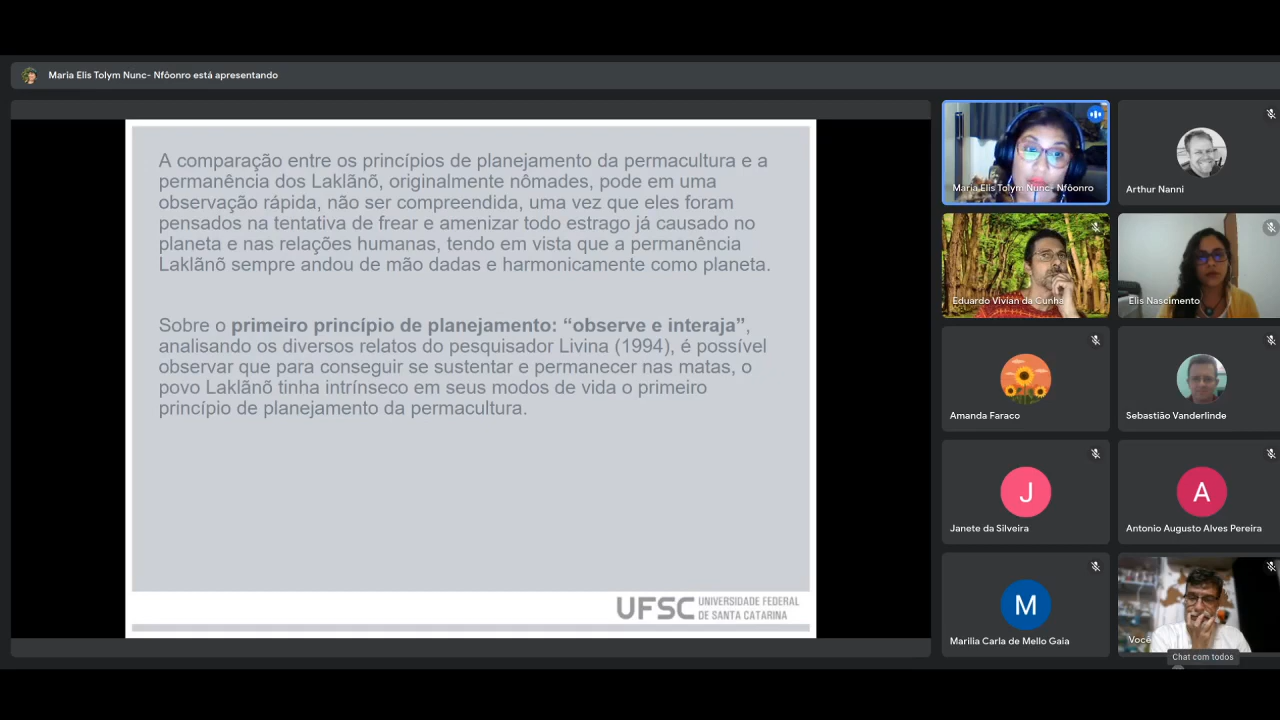 Maria Elis Tolym Nunc- Nfôonro está apresentando
A comparação entre os princípios de planejamento da permacultura e a
permanência dos Laklãnõ, originalmente nômades, pode em uma
observação rápida, não ser compreendida, uma vez que eles foram
pensados na tentativa de frear e amenizar todo estrago já causado no
planeta e nas relações humanas, tendo em vista que a permanência
Laklãnõ sempre andou de mão dadas e harmonicamente como planeta.
Sobre o primeiro princípio de planejamento: “observe e interaja”,
analisando os diversos relatos do pesquisador Livina (1994), é possível
observar que para conseguir se sustentar e permanecer nas matas, o
povo Laklãnõ tinha intrínseco em seus modos de vida o primeiro
princípio de planejamento da permacultura.
UFSC UNIVERSIDADE FEDERAL
DE SANTA CATARINA
Maria Elis Tolym Nunc- Nfôonro
Arthur Nanni
Eduardo Vivian da Cunha
Elis Nascimento
Amanda Faraco
Sebastião Vanderlinde
J
Janete da Silveira
A
Antonio Augusto Alves Pereira
M
Marilia Carla de Mello Gaia
Você
Chat com todos